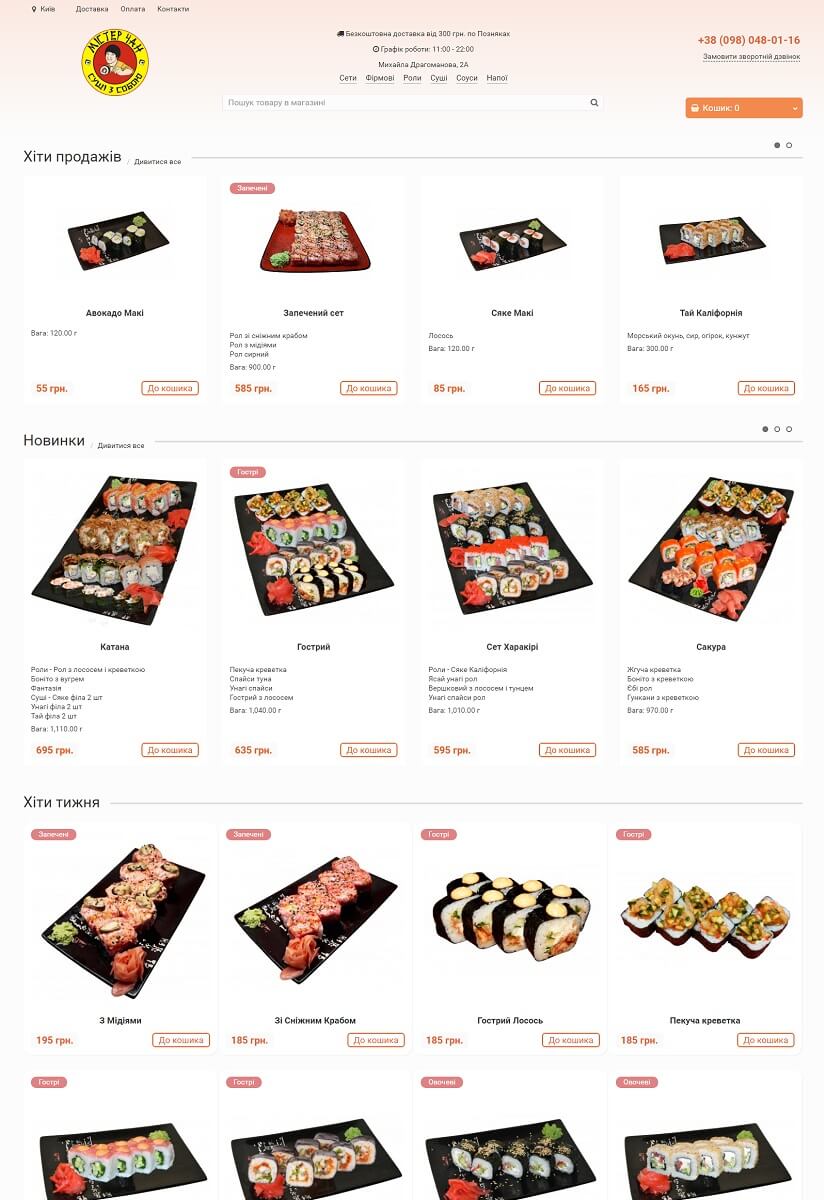 Київ Доставка Оплата Контакти
МІСТЕР ЧАН
СУШІ З СОБОЮ
Безкоштовна доставка від 300 грн. по Позняках
Графік роботи: 11:00 - 22:00
Михайла Драгоманова, 2А
Сети Фірмові Роли Суші Соуси Напої
+38 (098) 048-01-16
Замовити зворотній дзвінок
Пошук товару в магазині
Кошик: 0
Хіти продажів / Дивитися все
Авокадо Макі
Вага: 120.00 г
55 грн. До кошика
Запечені
Запечений сет
Рол зі сніжним крабом
Рол з мідіями
Рол сирний
Вага: 900.00 г
585 грн. До кошика
Сяке Макі
Лосось
Вага: 120.00 г
85 грн. До кошика
Тай Каліфорнія
Морський окунь, сир, огірок, кунжут
Вага: 300.00 г
165 грн. До кошика
Новинки / Дивитися все
Катана
Роли - Рол з лососем і креветкою
Боніто з вугрем
Фантазія
Суші - Сяке філа 2 шт
Унагі філа 2 шт
Тай філа 2 шт
Вага: 1,110.00 г
695 грн. До кошика
Гострі
Гострий
Пекуча креветка
Спайси туна
Унагі спайси
Гострий з лососем
Вага: 1,040.00 г
635 грн. До кошика
Сет Харакірі
Роли - Сяке Каліфорнія
Ясай унагі рол
Вершковий з лососем і тунцем
Унагі спайси рол
Вага: 1,010.00 г
595 грн. До кошика
Сакура
Жгуча креветка
Боніто з креветкою
Єбі рол
Гункани з креветкою
Вага: 970.00 г
585 грн. До кошика
Хіти тижня
Запечені
З Мідіями
195 грн. До кошика
Запечені
Зі Сніжним Крабом
185 грн. До кошика
Гострі
Гострий Лосось
185 грн. До кошика
Гострі
Пекуча креветка
185 грн. До кошика
Гострі
Гострі
Овочеві
Овочеві